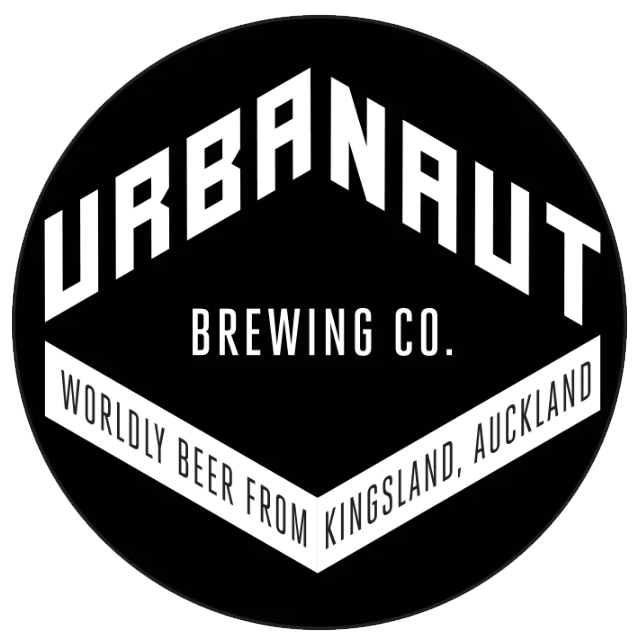 URBANAUT
BREWING CO.
WORLDLY BEER FROM KINGSLAND, AUCKLAND